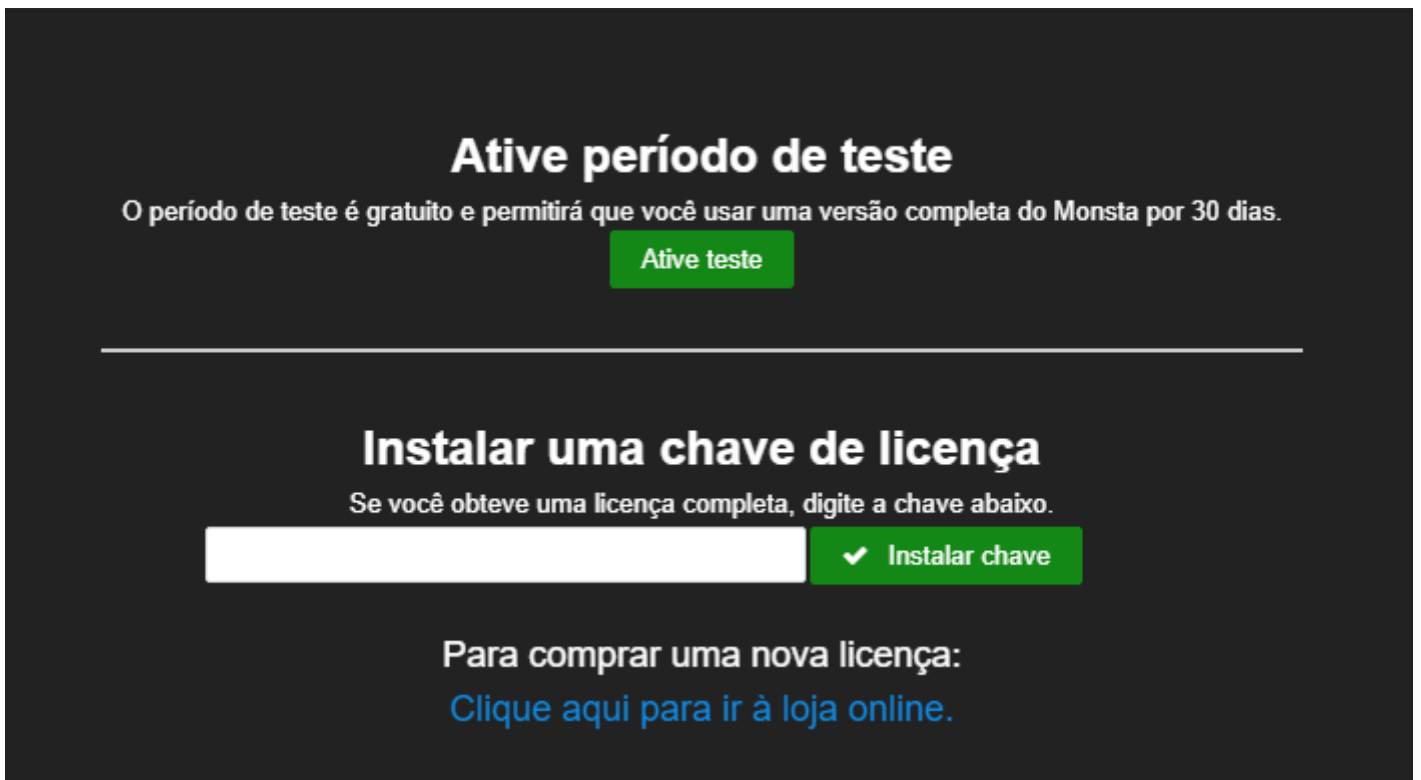 Ative período de teste
O período de teste é gratuito e permitirá que você usar uma versão completa do Monsta por 30 dias.
Ative teste
Instalar uma chave de licença
Se você obteve uma licença completa, digite a chave abaixo.
Instalar chave
Para comprar uma nova licença:
Clique aqui para ir à loja online.